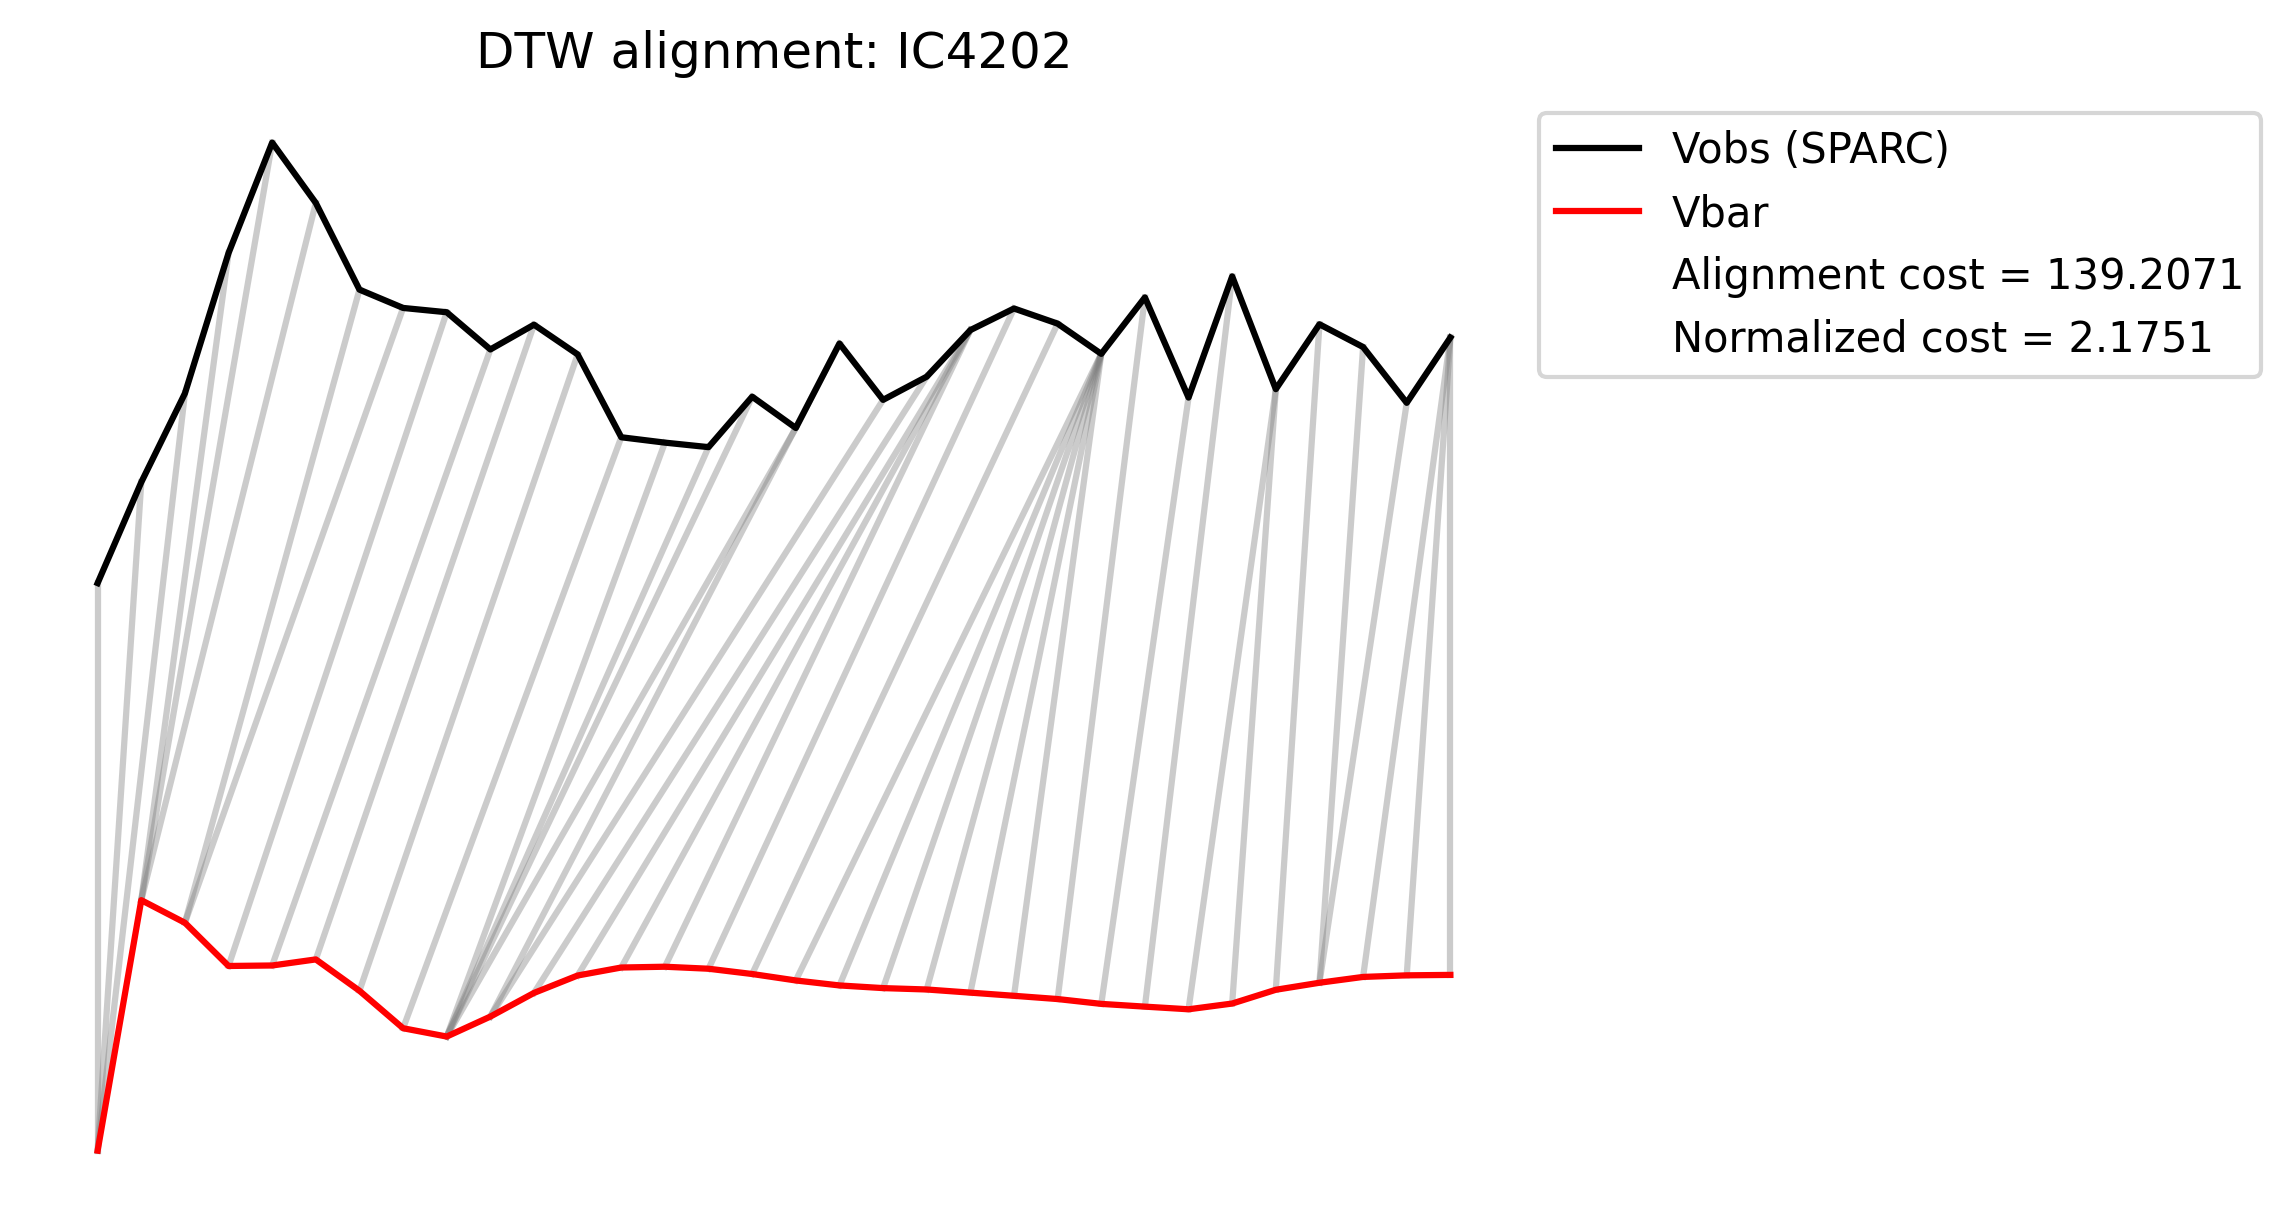 DTW alignment: IC4202
Vobs (SPARC)
Vbar
Alignment cost = 139.2071
Normalized cost = 2.1751